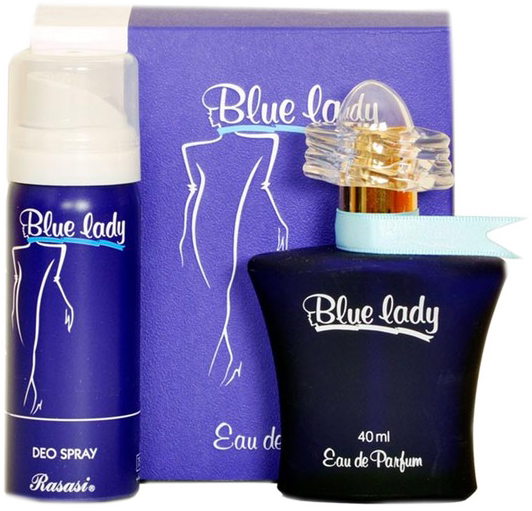 Blue lady
DEO SPRAY
Rasasi®
Blue lady
Eau de
Blue lady
40 ml
Eau de Parfum